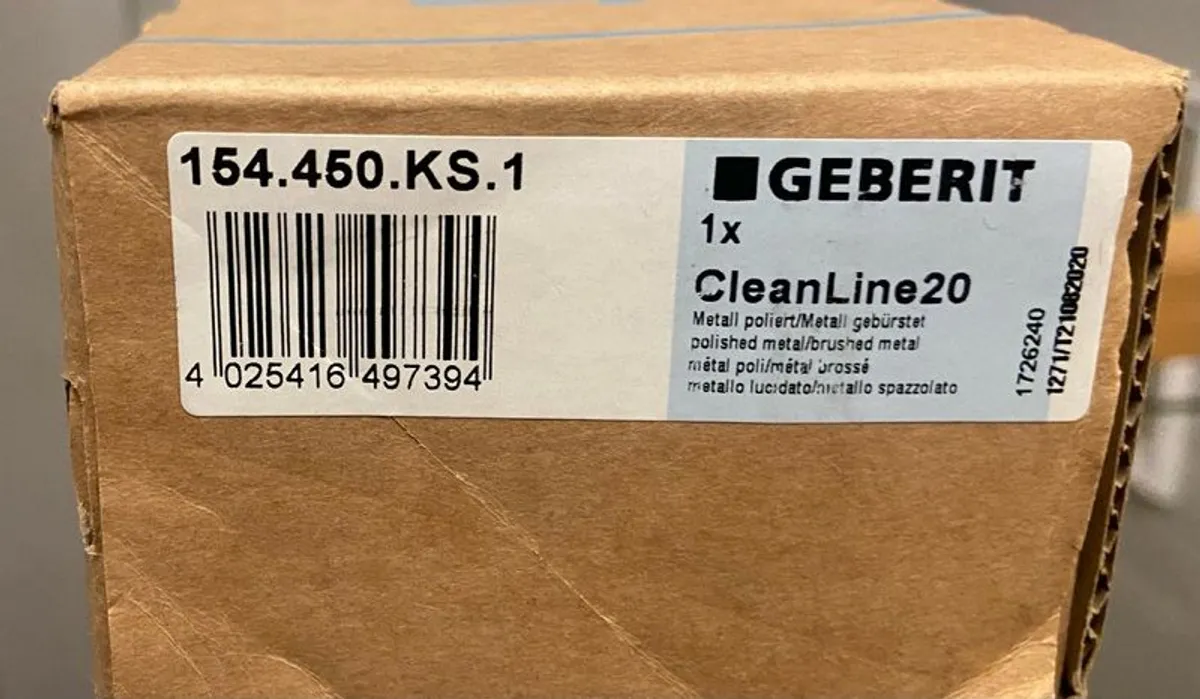 154.450.KS.1
4 025416 497394
GEBERIT
1x
CleanLine20
Metall poliert/Metall gebürstet
polished metal/brushed metal
métal poli/métal brossé
metallo lucidato/metallo spazzolato
1726240
1271/T21082020